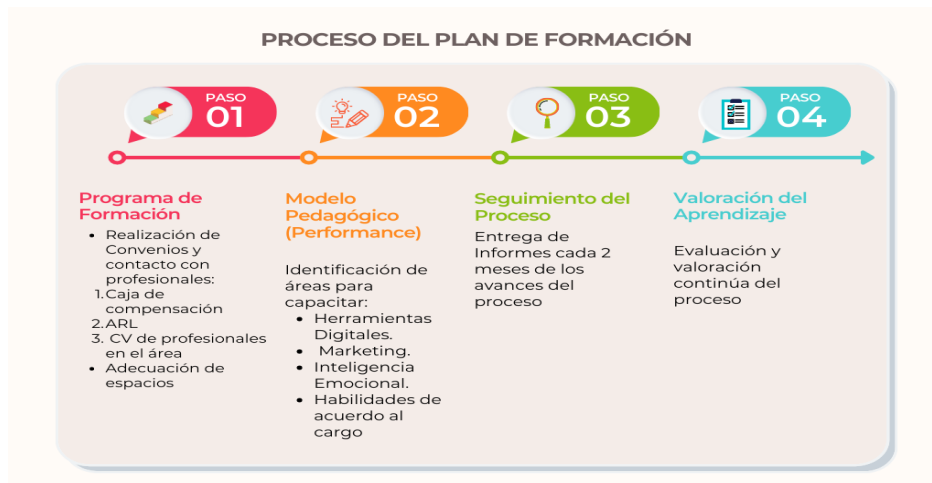 PROCESO DEL PLAN DE FORMACIÓN
PASO
01
PASO
02
PASO
03
PASO
04
Programa de
Formación
• Realización de
Convenios y
contacto con
profesionales:
1. Caja de
compensación
2. ARL
3. CV de profesionales
en el área
• Adecuación de
espacios
Modelo
Pedagógico
(Performance)
Identificación de
áreas para
capacitar:
• Herramientas
Digitales.
• Marketing.
• Inteligencia
Emocional.
• Habilidades de
acuerdo al
cargo
Seguimiento del
Proceso
Entrega de
Informes cada 2
meses de los
avances del
proceso
Valoración del
Aprendizaje
Evaluación y
valoración
continúa del
proceso